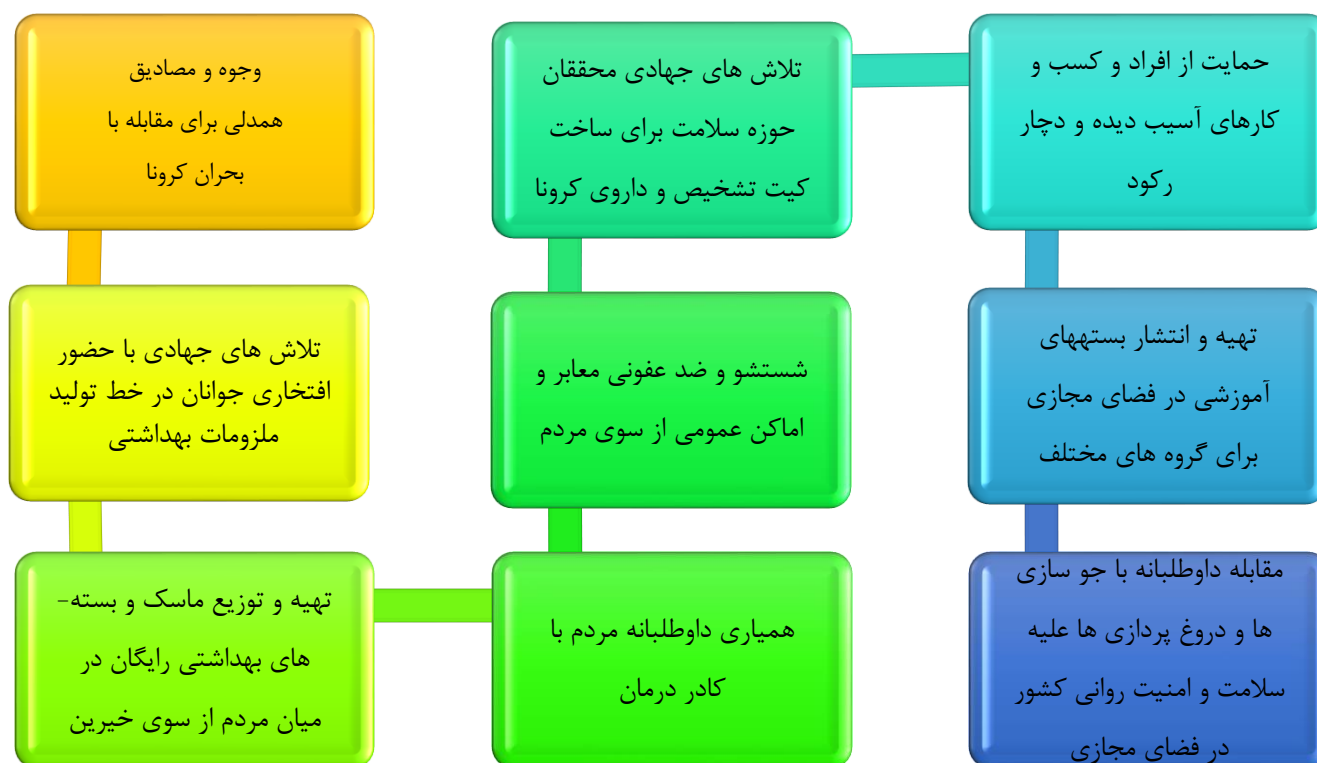 وجوه و مصادیق
همدلی برای مقابله با
بحران کرونا
تلاش های جهادی با حضور
افتخاری جوانان در خط تولید
ملزومات بهداشتی
تهیه و توزیع ماسک و بسته-
های بهداشتی رایگان در
میان مردم از سوی خیرین
همیاری داوطلبانه مردم با
کادر درمان
شستشو و ضد عفونی معابر و
اماکن عمومی از سوی مردم
تلاش های جهادی محققان
حوزه سلامت برای ساخت
کیت تشخیص و داروی کرونا
حمایت از افراد و کسب و
کارهای آسیب دیده و دچار
رکود
تهیه و انتشار بستههای
آموزشی در فضای مجازی
برای گروه های مختلف
مقابله داوطلبانه با جو سازی
ها و دروغ پردازی ها علیه
سلامت و امنیت روانی کشور
در فضای مجازی